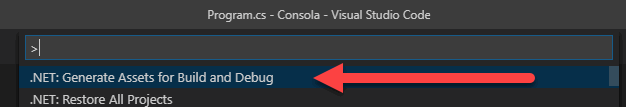 Program.cs - Consola - Visual Studio Code
>
.NET: Generate Assets for Build and Debug
.NET: Restore All Projects